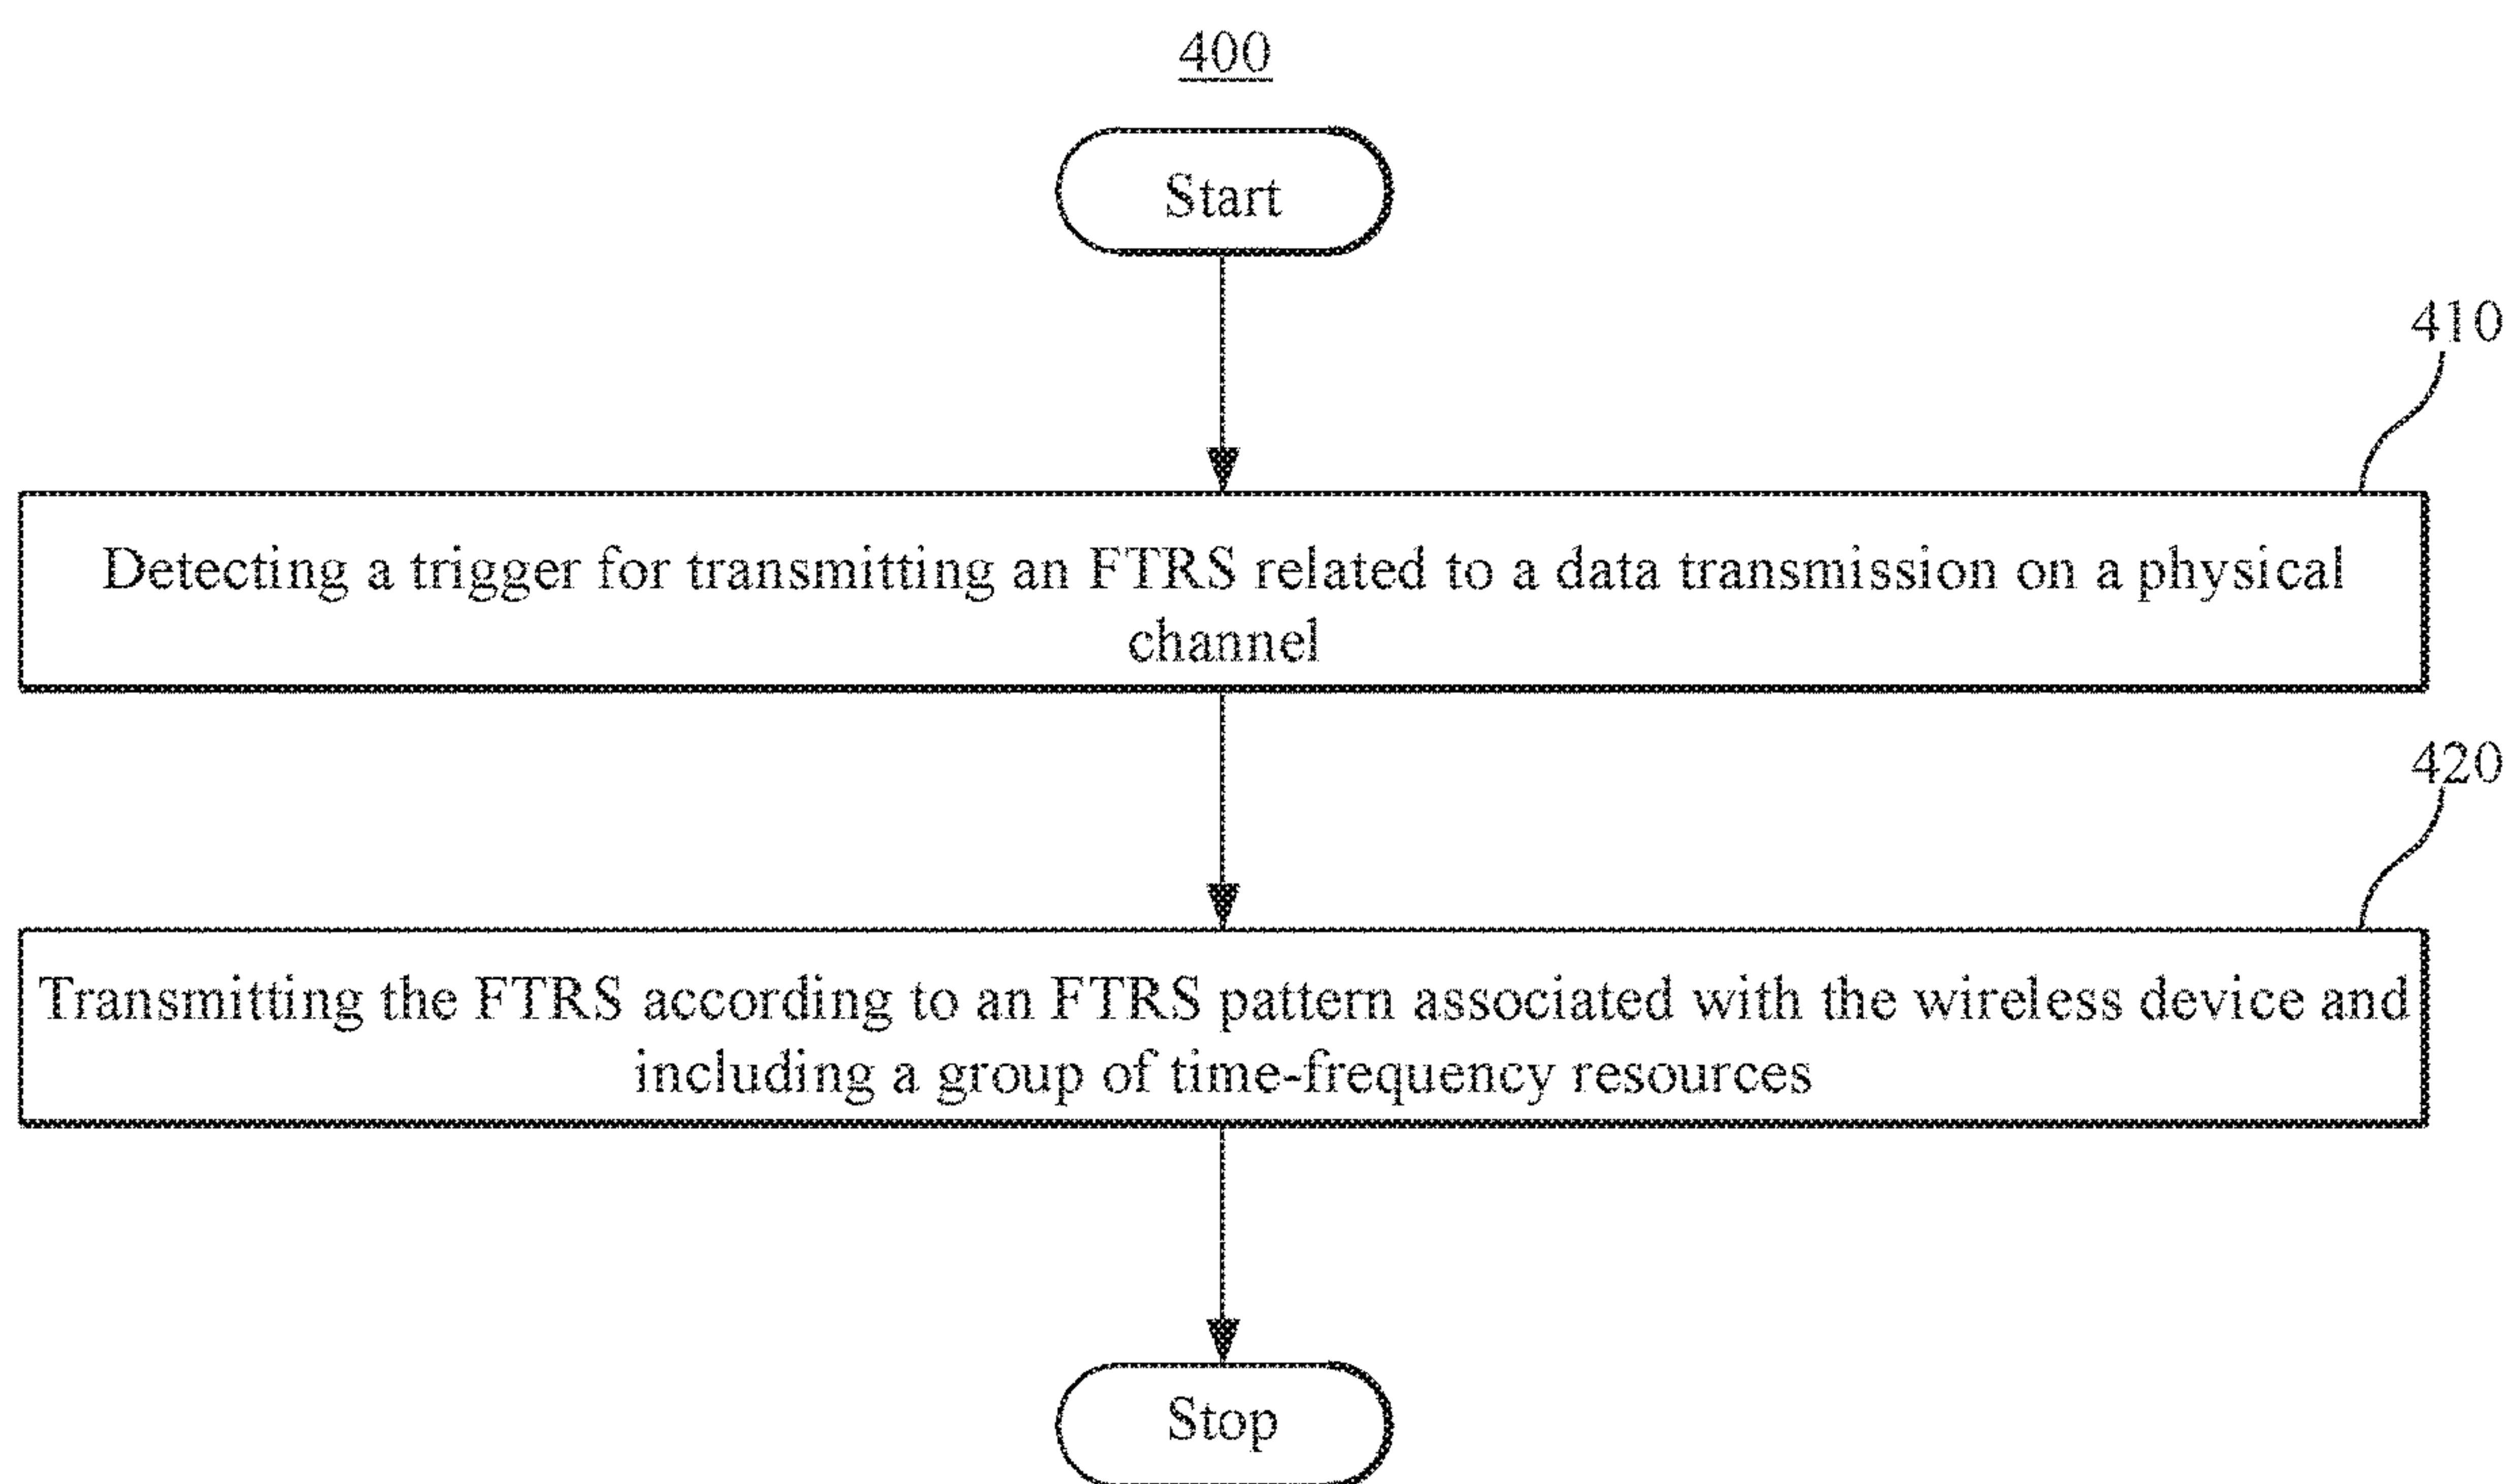 400
Start
410
Detecting a trigger for transmitting an FTRS related to a data transmission on a physical
channel
420
Transmitting the FTRS according to an FTRS pattern associated with the wireless device and
including a group of time-frequency resources
Stop